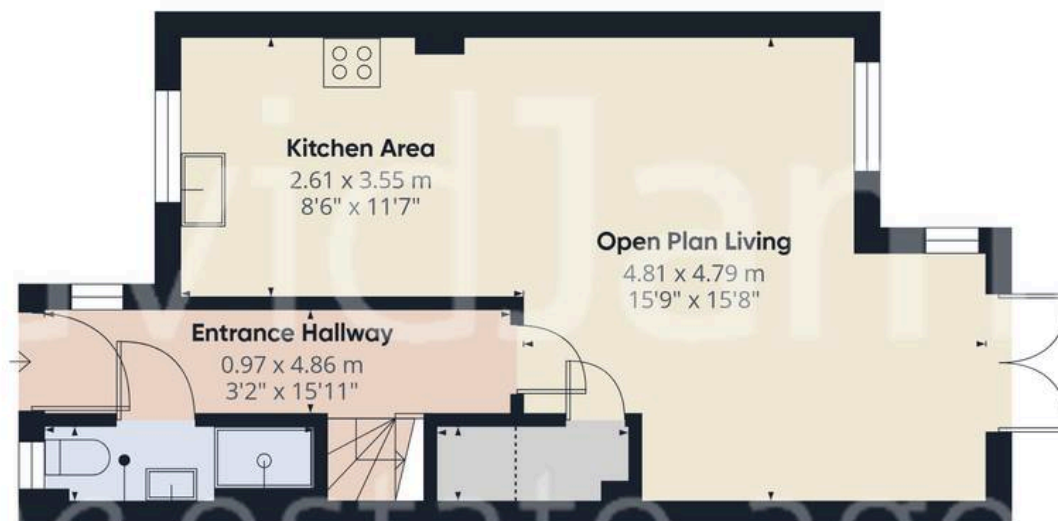 Kitchen Area
2.61 x 3.55 m
8'6" x 11'7"
Open Plan Living
4.81 x 4.79 m
15'9" x 15'8"
Entrance Hallway
0.97 x 4.86 m
3'2" x 15'11"